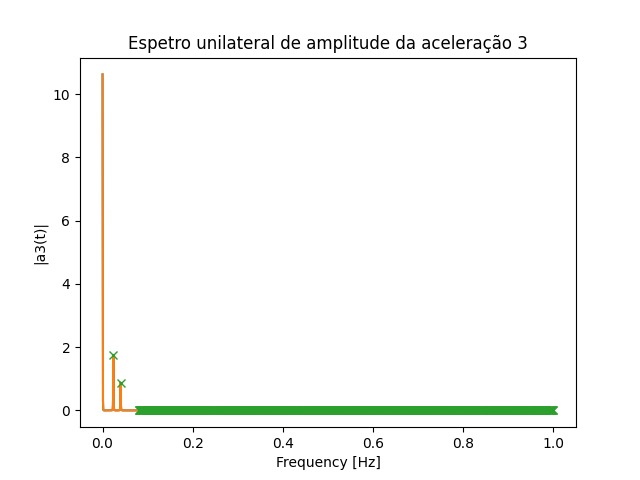 Espetro unilateral de amplitude da aceleração 3
|a3(t)|
10
8
6
4
2
0
0.0 0.2 0.4 0.6 0.8 1.0
Frequency [Hz]